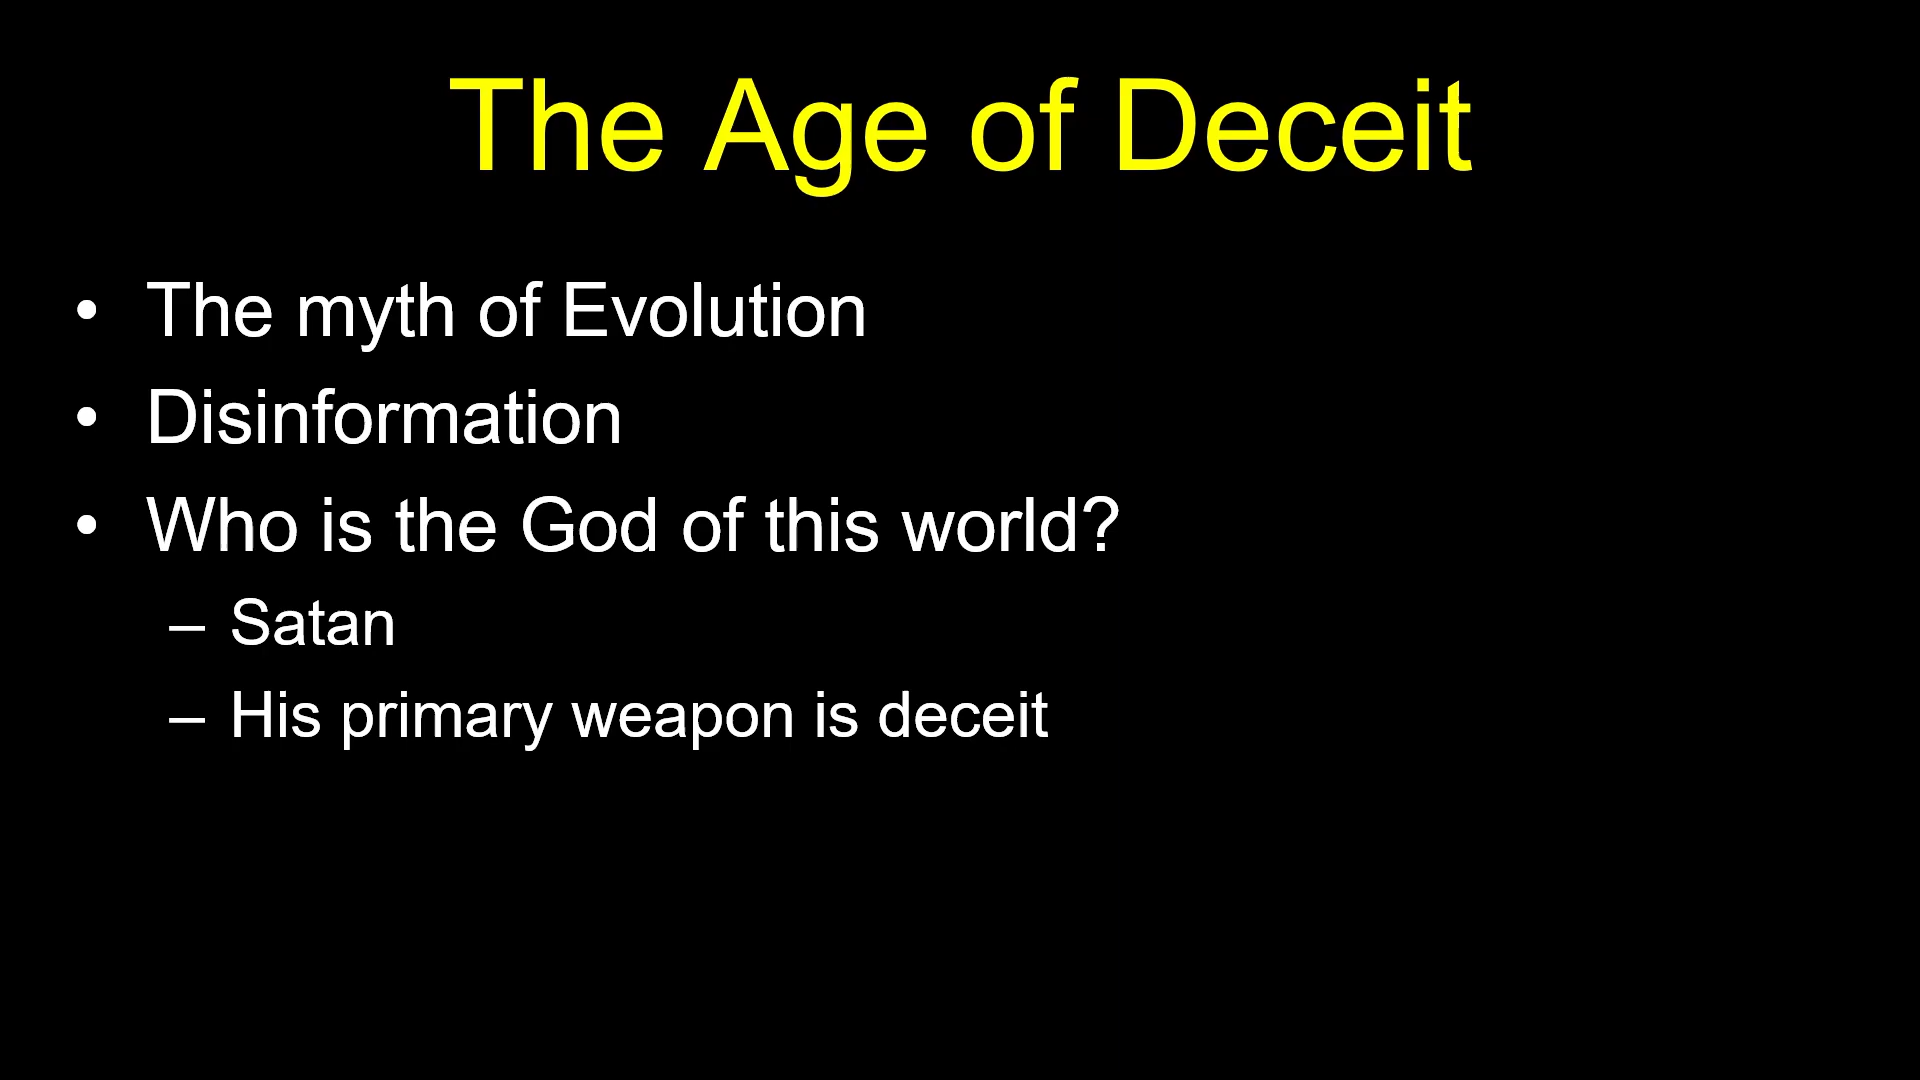 The Age of Deceit
• The myth of Evolution
• Disinformation
• Who is the God of this world?
– Satan
– His primary weapon is deceit